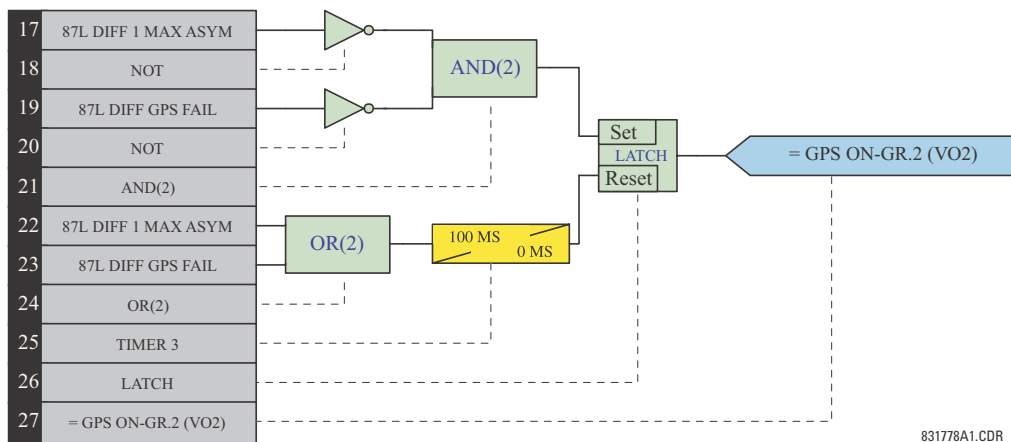 17 87L DIFF 1 MAX ASYM
18 NOT
19 87L DIFF GPS FAIL
20 NOT
21 AND(2)
22 87L DIFF 1 MAX ASYM
23 87L DIFF GPS FAIL
24 OR(2)
25 TIMER 3
26 LATCH
27 = GPS ON-GR.2 (VO2)
AND(2)
OR(2)
100 MS
0 MS
Set
LATCH
Reset
= GPS ON-GR.2 (VO2)
831778A1.CDR